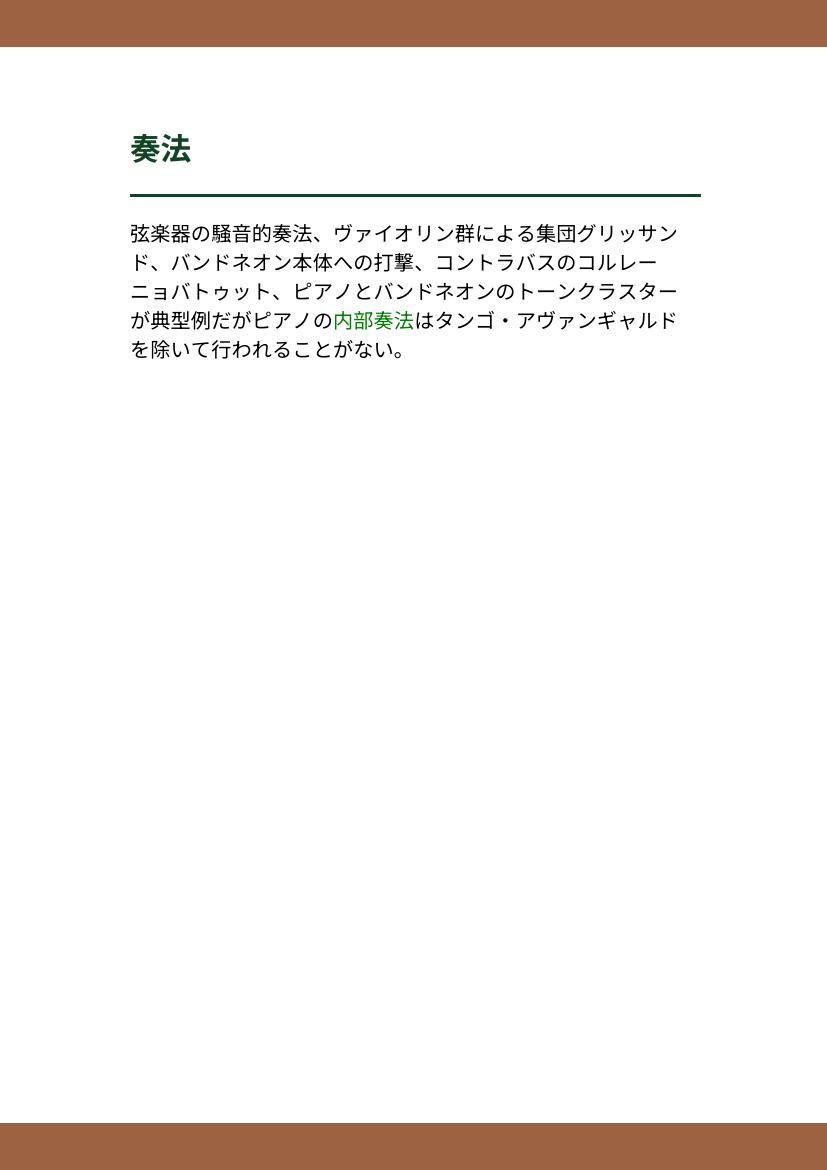 奏法
弦楽器の騒音的奏法、ヴァイオリン群による集団グリッサン
ド、バンドネオン本体への打撃、コントラバスのコルレー
ニョバトゥット、ピアノとバンドネオンのトーンクラスター
が典型例だがピアノの内部奏法はタンゴ・アヴァンギャルド
を除いて行われることがない。